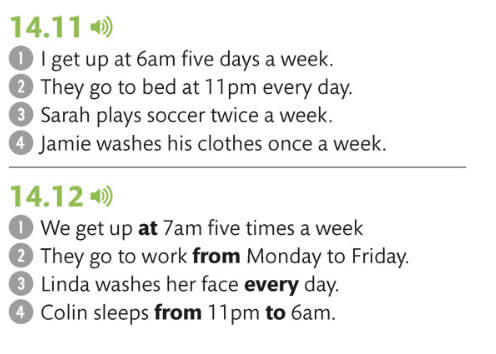 14.11
1 I get up at 6am five days a week.
2 They go to bed at 11pm every day.
3 Sarah plays soccer twice a week.
4 Jamie washes his clothes once a week.
14.12
1 We get up at 7am five times a week
2 They go to work from Monday to Friday.
3 Linda washes her face every day.
4 Colin sleeps from 11pm to 6am.